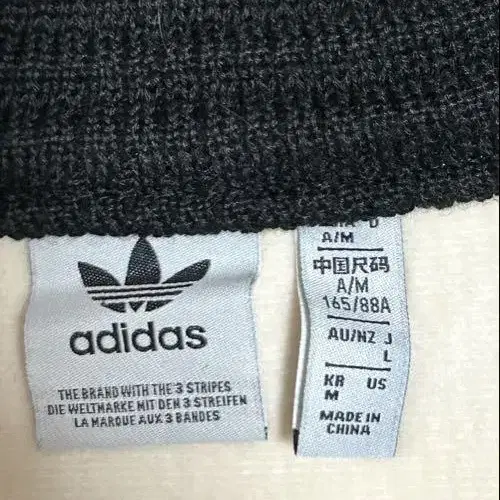 adidas
THE BRAND WITH THE 3 STRIPES
DIE WELTMARKE MIT DEN 3 STREIFEN
LA MARQUE AUX 3 BANDES
A/M
中国尺码
A/M
165/88A
AU/NZ J
L
KR US
M
MADE IN
CHINA